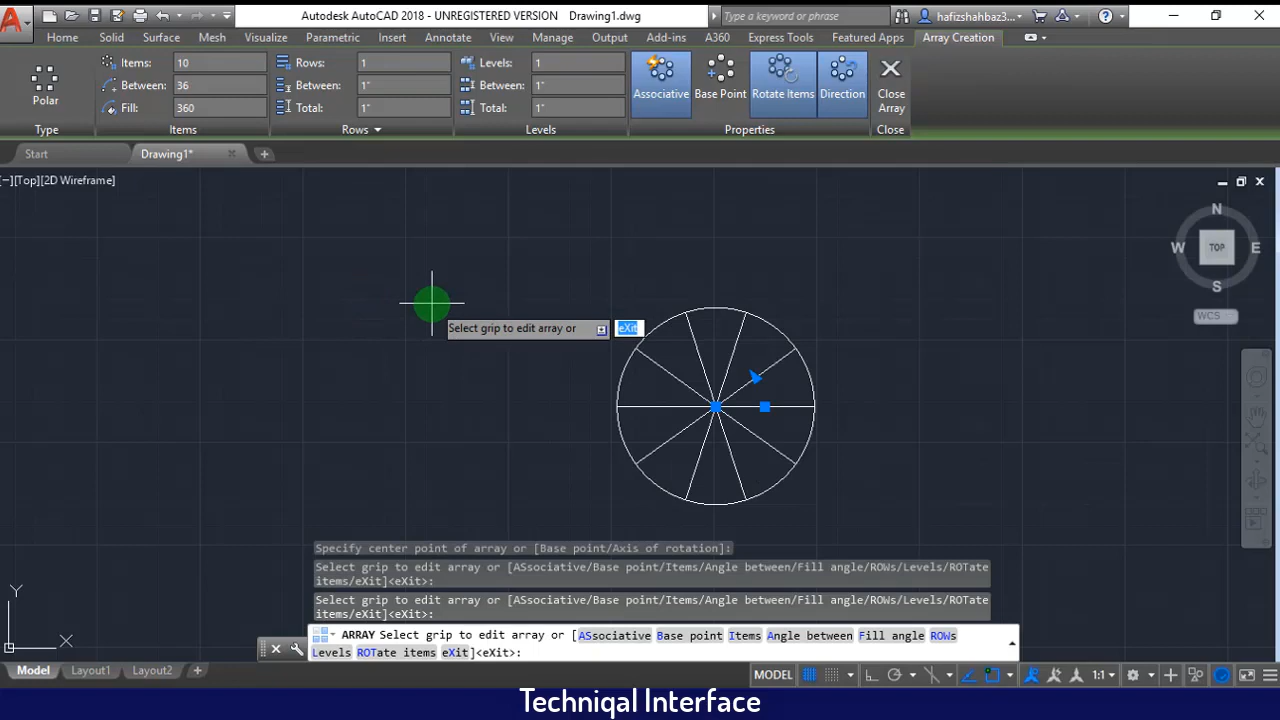 Autodesk AutoCAD 2018 - UNREGISTERED VERSION Drawing1.dwg
Type a keyword or phrase
hafizshahbaz3...
Home Solid Surface Mesh Visualize Parametric Insert Annotate View Manage Output Add-ins A360 Express Tools Featured Apps Array Creation
Items: 10 Rows: 1 Levels: 1
Between: 36 Between: 1" Between: 1"
Fill: 360 Total: 1" Total: 1"
Polar Associative Base Point Rotate Items Direction Close
Array
Type Items Rows Levels Properties Close
Start Drawing1* +
[−][Top][2D Wireframe]
N
W TOP E
S
WCS
Select grip to edit array or eXit
Specify center point of array or [Base point/Axis of rotation]:
Select grip to edit array or [ASsociative/Base point/Items/Angle between/Fill angle/ROWs/Levels/ROTate
items/eXit]<eXit>:
Select grip to edit array or [ASsociative/Base point/Items/Angle between/Fill angle/ROWs/Levels/ROTate
items/eXit]<eXit>:
ARRAY Select grip to edit array or [ASsociative Base point Items Angle between Fill angle ROWs
Levels ROTate items eXit]<eXit>:
Y
X
Model Layout1 Layout2 +
MODEL 1:1
Techniqal Interface